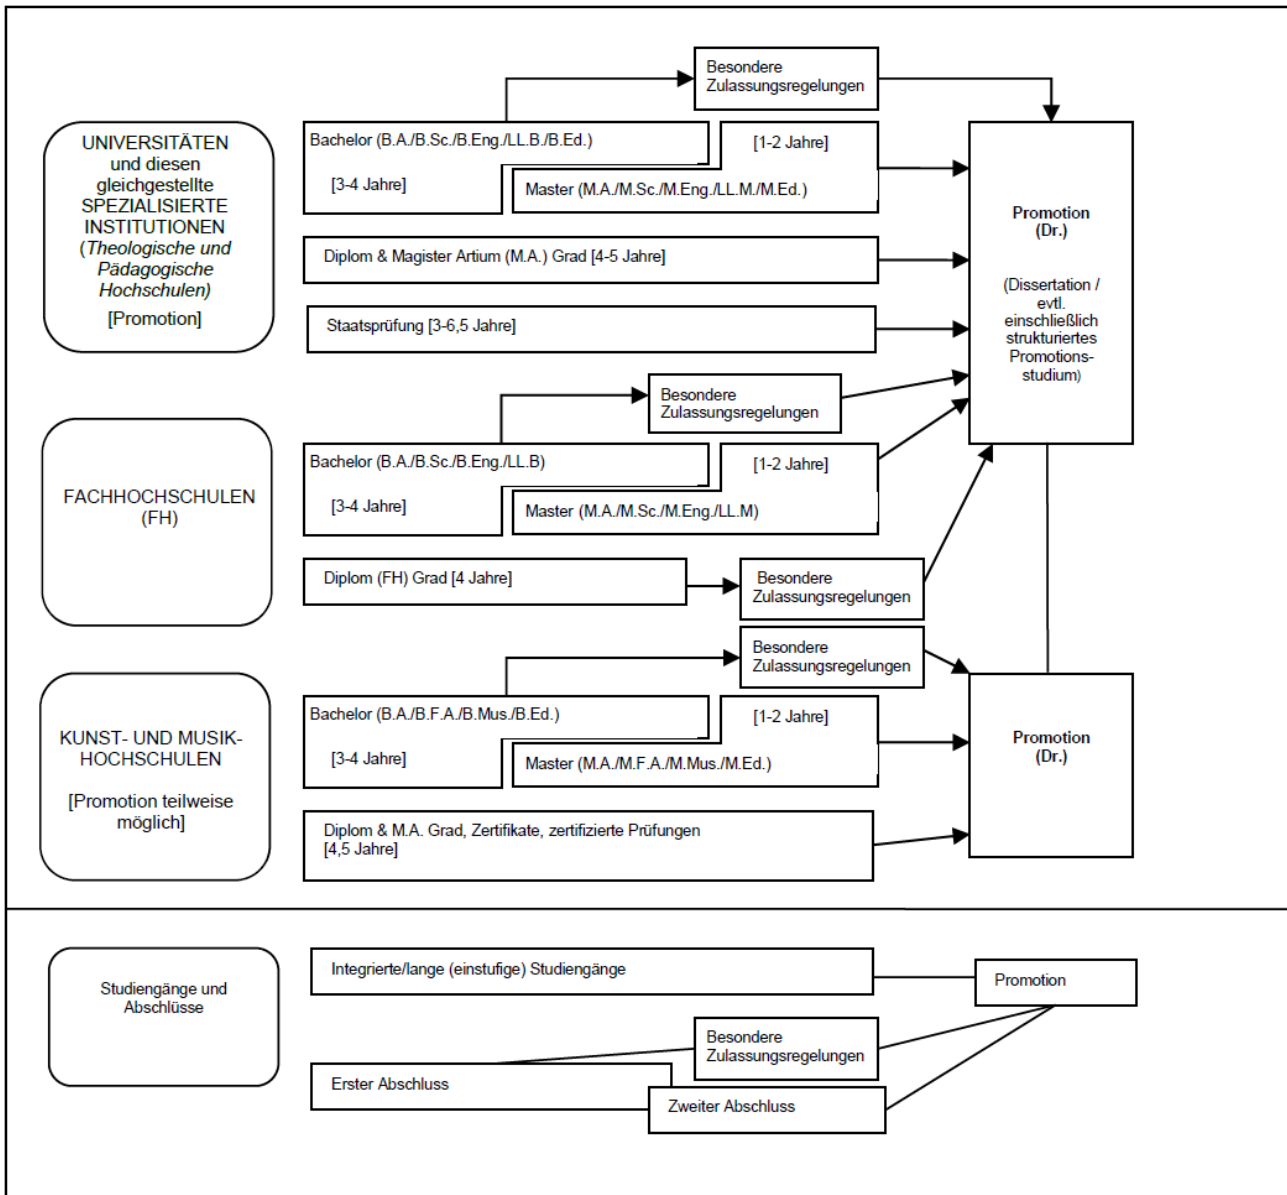 Besondere
Zulassungsregelungen
UNIVERSITÄTEN
und diesen
gleichgestellte
SPEZIALISIERTE
INSTITUTIONEN
(Theologische und
Pädagogische
Hochschulen)
[Promotion]
Bachelor (B.A./B.Sc./B.Eng./LL.B./B.Ed.)
[1-2 Jahre]
[3-4 Jahre]
Master (M.A./M.Sc./M.Eng./LL.M./M.Ed.)
Diplom & Magister Artium (M.A.) Grad [4-5 Jahre]
Staatsprüfung [3-6,5 Jahre]
Promotion
(Dr.)
(Dissertation /
evtl.
einschließlich
strukturiertes
Promotions-
studium)
FACHHOCHSCHULEN
(FH)
Besondere
Zulassungsregelungen
Bachelor (B.A./B.Sc./B.Eng./LL.B)
[1-2 Jahre]
[3-4 Jahre]
Master (M.A./M.Sc./M.Eng./LL.M)
Diplom (FH) Grad [4 Jahre]
Besondere
Zulassungsregelungen
KUNST- UND MUSIK-
HOCHSCHULEN
[Promotion teilweise
möglich]
Besondere
Zulassungsregelungen
Bachelor (B.A./B.F.A./B.Mus./B.Ed.)
[1-2 Jahre]
[3-4 Jahre]
Master (M.A./M.F.A./M.Mus./M.Ed.)
Diplom & M.A. Grad, Zertifikate, zertifizierte Prüfungen
[4,5 Jahre]
Promotion
(Dr.)
Studiengänge und
Abschlüsse
Integrierte/lange (einstufige) Studiengänge
Promotion
Besondere
Zulassungsregelungen
Erster Abschluss
Zweiter Abschluss